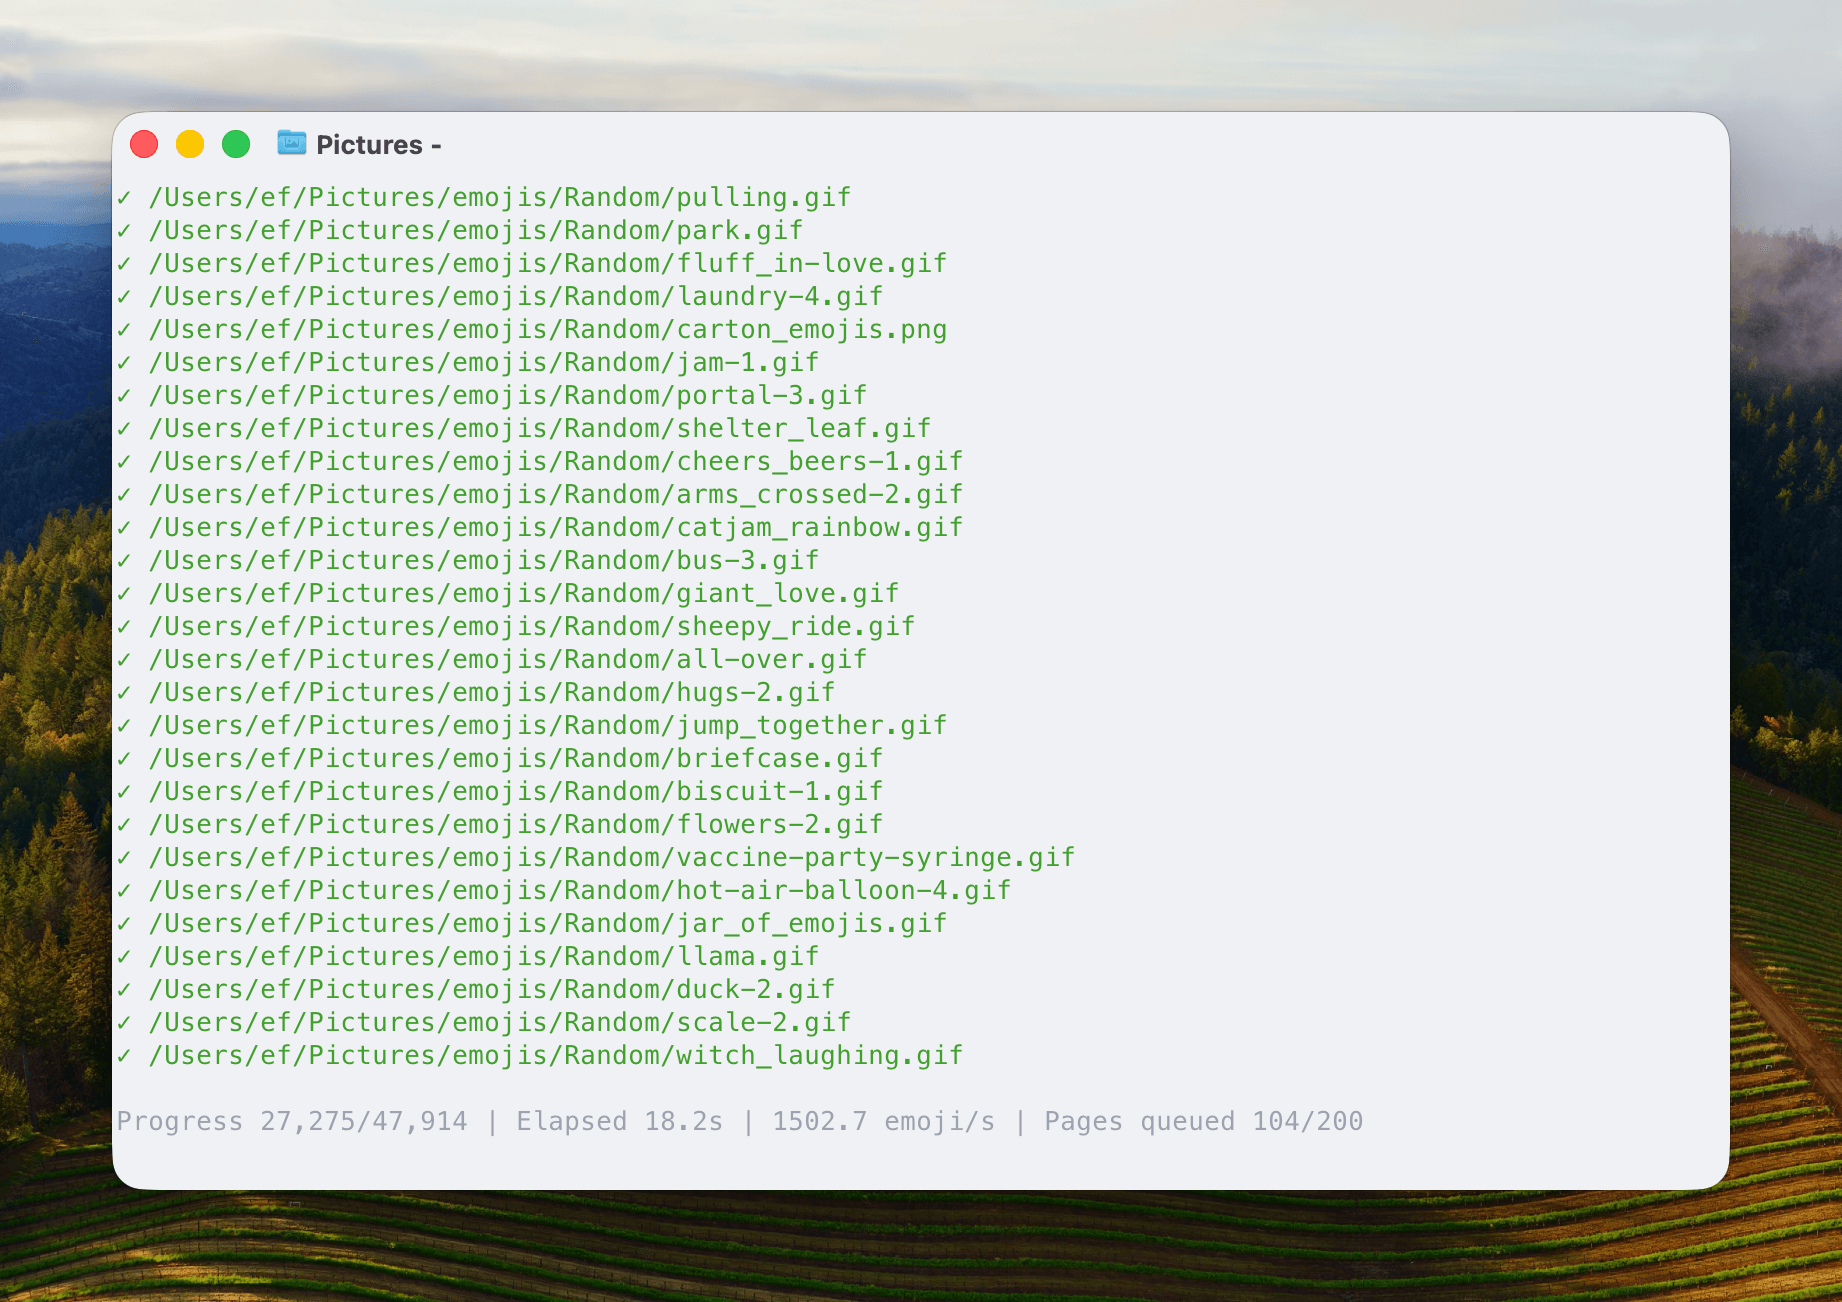 Pictures -
✓ /Users/ef/Pictures/emojis/Random/pulling.gif
✓ /Users/ef/Pictures/emojis/Random/park.gif
✓ /Users/ef/Pictures/emojis/Random/fluff_in-love.gif
✓ /Users/ef/Pictures/emojis/Random/laundry-4.gif
✓ /Users/ef/Pictures/emojis/Random/carton_emojis.png
✓ /Users/ef/Pictures/emojis/Random/jam-1.gif
✓ /Users/ef/Pictures/emojis/Random/portal-3.gif
✓ /Users/ef/Pictures/emojis/Random/shelter_leaf.gif
✓ /Users/ef/Pictures/emojis/Random/cheers_beers-1.gif
✓ /Users/ef/Pictures/emojis/Random/arms_crossed-2.gif
✓ /Users/ef/Pictures/emojis/Random/catjam_rainbow.gif
✓ /Users/ef/Pictures/emojis/Random/bus-3.gif
✓ /Users/ef/Pictures/emojis/Random/giant_love.gif
✓ /Users/ef/Pictures/emojis/Random/sheepy_ride.gif
✓ /Users/ef/Pictures/emojis/Random/all-over.gif
✓ /Users/ef/Pictures/emojis/Random/hugs-2.gif
✓ /Users/ef/Pictures/emojis/Random/jump_together.gif
✓ /Users/ef/Pictures/emojis/Random/briefcase.gif
✓ /Users/ef/Pictures/emojis/Random/biscuit-1.gif
✓ /Users/ef/Pictures/emojis/Random/flowers-2.gif
✓ /Users/ef/Pictures/emojis/Random/vaccine-party-syringe.gif
✓ /Users/ef/Pictures/emojis/Random/hot-air-balloon-4.gif
✓ /Users/ef/Pictures/emojis/Random/jar_of_emojis.gif
✓ /Users/ef/Pictures/emojis/Random/llama.gif
✓ /Users/ef/Pictures/emojis/Random/duck-2.gif
✓ /Users/ef/Pictures/emojis/Random/scale-2.gif
✓ /Users/ef/Pictures/emojis/Random/witch_laughing.gif
Progress 27,275/47,914 | Elapsed 18.2s | 1502.7 emoji/s | Pages queued 104/200